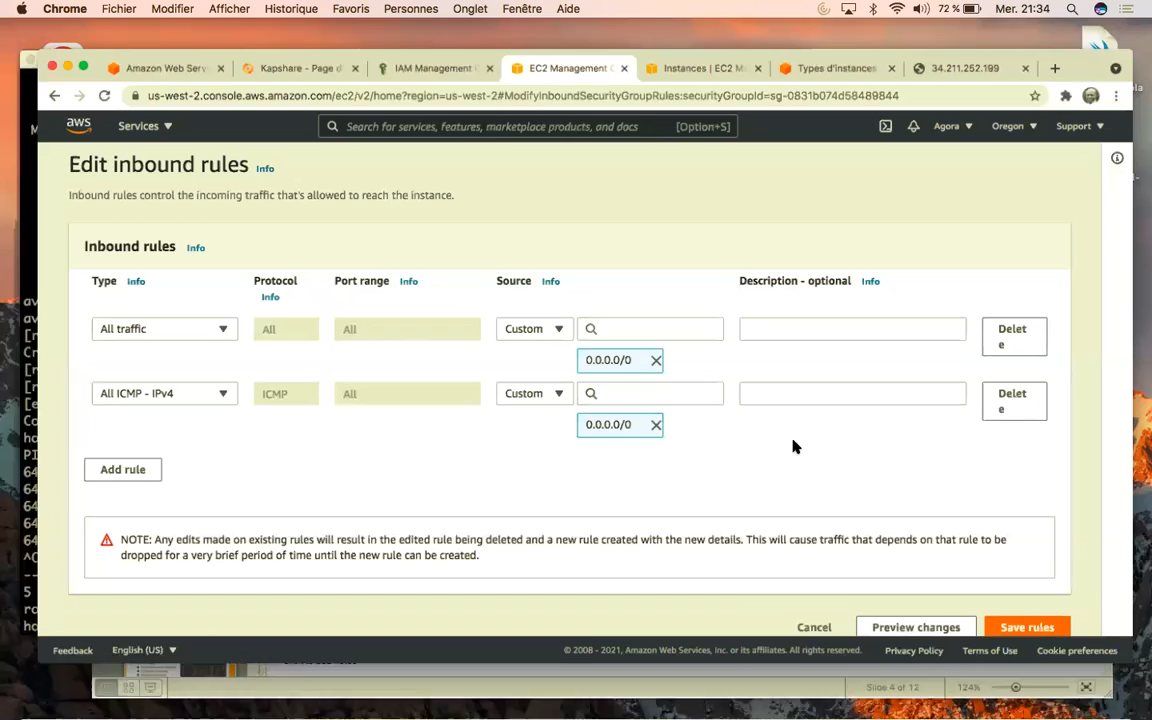 Chrome Fichier Modifier Afficher Historique Favoris Personnes Onglet Fenêtre Aide 72 % Mer. 21:34
Amazon Web Serv Kapshare - Page d' IAM Management EC2 Management Instances | EC2 M Types d'instances 34.211.252.199
us-west-2.console.aws.amazon.com/ec2/v2/home?region=us-west-2#ModifyInboundSecurityGroupRules:securityGroupId=sg-0831b074d58489844
aws Services Search for services, features, marketplace products, and docs [Option+S] Agora Oregon Support
Edit inbound rules Info
Inbound rules control the incoming traffic that's allowed to reach the instance.
Inbound rules Info
Type Info Protocol Info Port range Info Source Info Description - optional Info
All traffic All All Custom Delet
e
0.0.0.0/0
All ICMP - IPv4 ICMP All Custom Delet
e
0.0.0.0/0
Add rule
NOTE: Any edits made on existing rules will result in the edited rule being deleted and a new rule created with the new details. This will cause traffic that depends on that rule to be
dropped for a very brief period of time until the new rule can be created.
Cancel Preview changes Save rules
Feedback English (US) © 2008 - 2021, Amazon Web Services, Inc. or its affiliates. All rights reserved. Privacy Policy Terms of Use Cookie preferences
Slide 4 of 12 124%